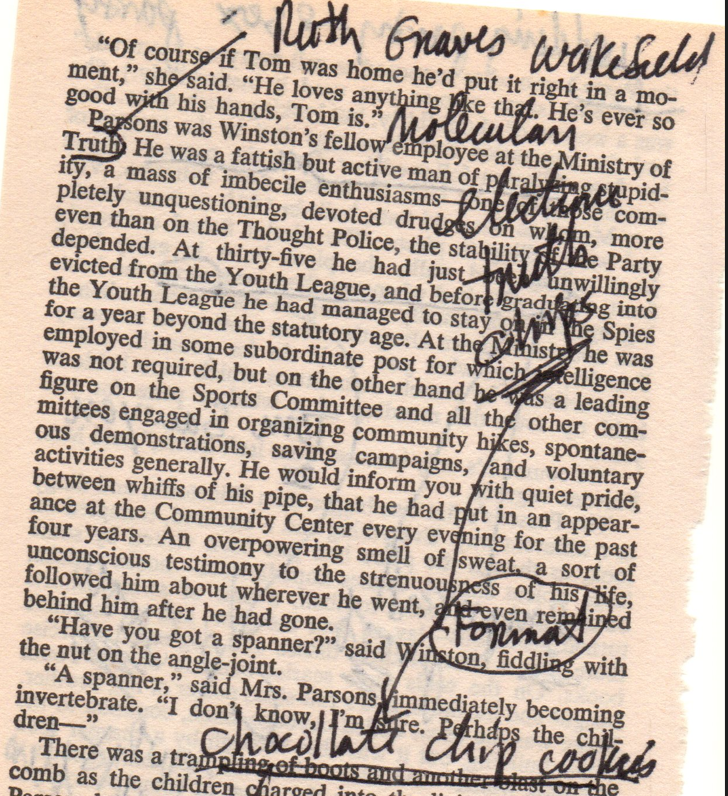 Ruth Graves Wakefield
"Of course if Tom was home he'd put it right in a mo-
ment," she said. "He loves anything like that. He's ever so
good with his hands, Tom is."
Molecular
Parsons was Winston's fellow employee at the Ministry of
Truth. He was a fattish but active man of paralyzing stupid-
ity, a mass of imbecile enthusiasms—one of those com-
pletely unquestioning, devoted drudges on whom, more
election
even than on the Thought Police, the stability of the Party
depended. At thirty-five he had just been unwillingly
truth
evicted from the Youth League, and before graduating into
the Youth League he had managed to stay on in the Spies
chips
for a year beyond the statutory age. At the Ministry he was
employed in some subordinate post for which intelligence
was not required, but on the other hand he was a leading
figure on the Sports Committee and all the other com-
mittees engaged in organizing community hikes, spontane-
ous demonstrations, saving campaigns, and voluntary
activities generally. He would inform you with quiet pride,
between whiffs of his pipe, that he had put in an appear-
ance at the Community Center every evening for the past
four years. An overpowering smell of sweat, a sort of
unconscious testimony to the strenuousness of his life,
followed him about wherever he went, and even remained
behind him after he had gone.
Format
"Have you got a spanner?" said Winston, fiddling with
the nut on the angle-joint.
"A spanner," said Mrs. Parsons, immediately becoming
invertebrate. "I don't know, I'm sure. Perhaps the chil-
dren—"
chocollate chip cookies
There was a trampling of boots and another blast on the
comb as the children charged into the